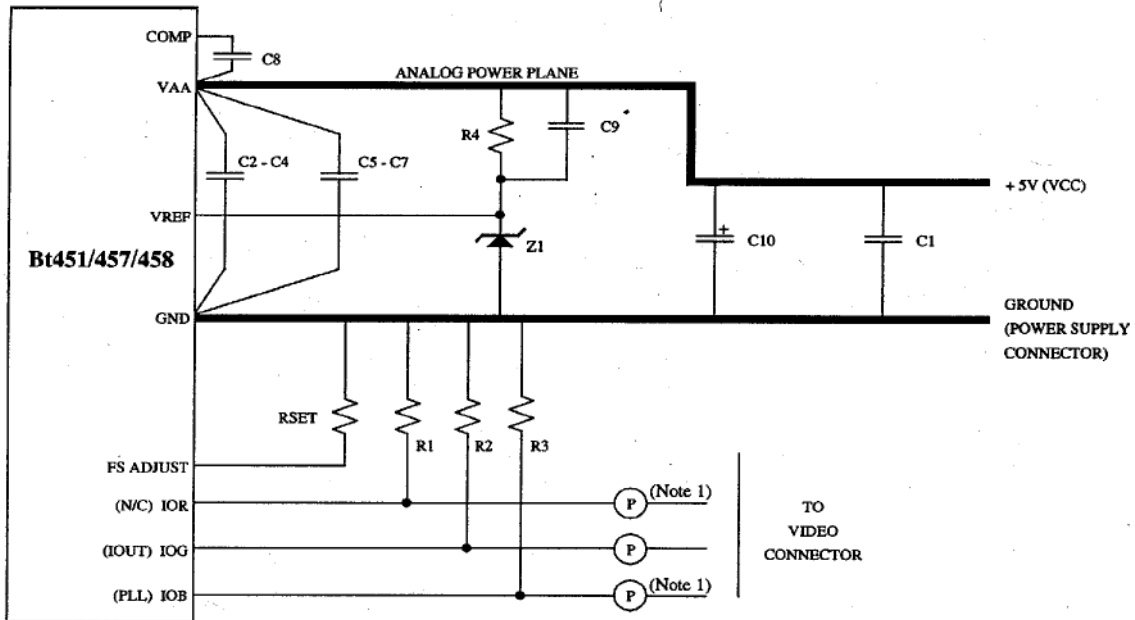 COMP
C8
ANALOG POWER PLANE
VAA
R4
C9
C2 - C4
C5 - C7
+ 5V (VCC)
VREF
Z1
C10
C1
Bt451/457/458
GND
GROUND
(POWER SUPPLY
CONNECTOR)
RSET
R1
R2
R3
FS ADJUST
(N/C) IOR
P
(Note 1)
TO
VIDEO
CONNECTOR
(IOUT) IOG
P
(PLL) IOB
P
(Note 1)